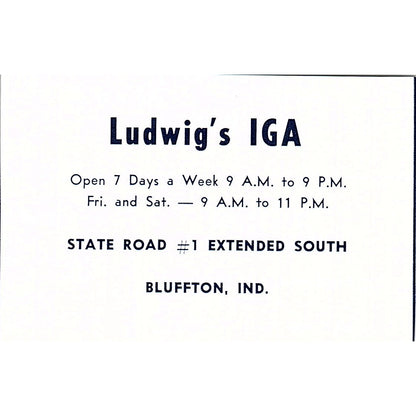 Ludwig's IGA
Open 7 Days a Week 9 A.M. to 9 P.M.
Fri. and Sat. — 9 A.M. to 11 P.M.
STATE ROAD #1 EXTENDED SOUTH
BLUFFTON, IND.